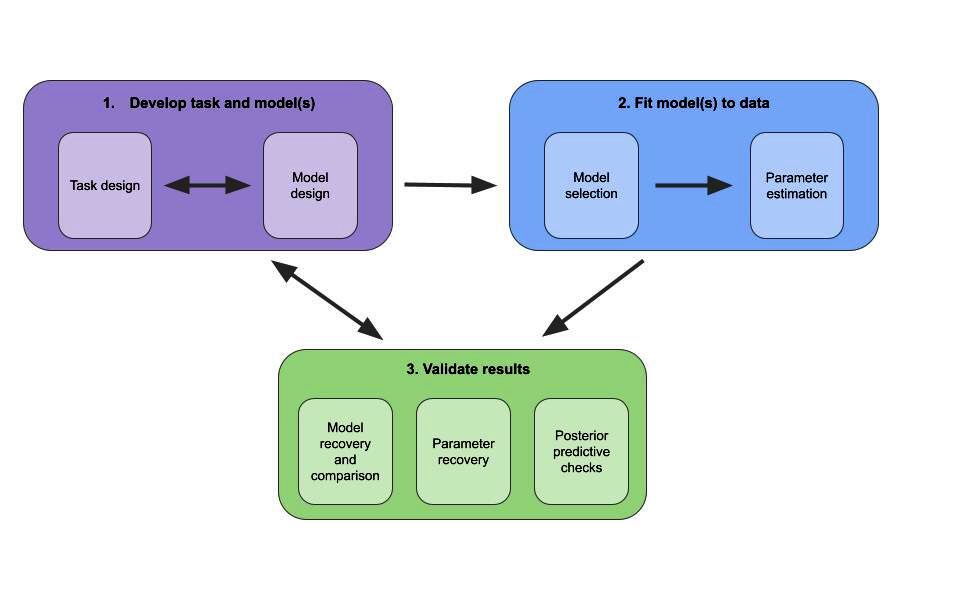 1. Develop task and model(s)
Task design
Model
design
2. Fit model(s) to data
Model
selection
Parameter
estimation
3. Validate results
Model
recovery
and
comparison
Parameter
recovery
Posterior
predictive
checks